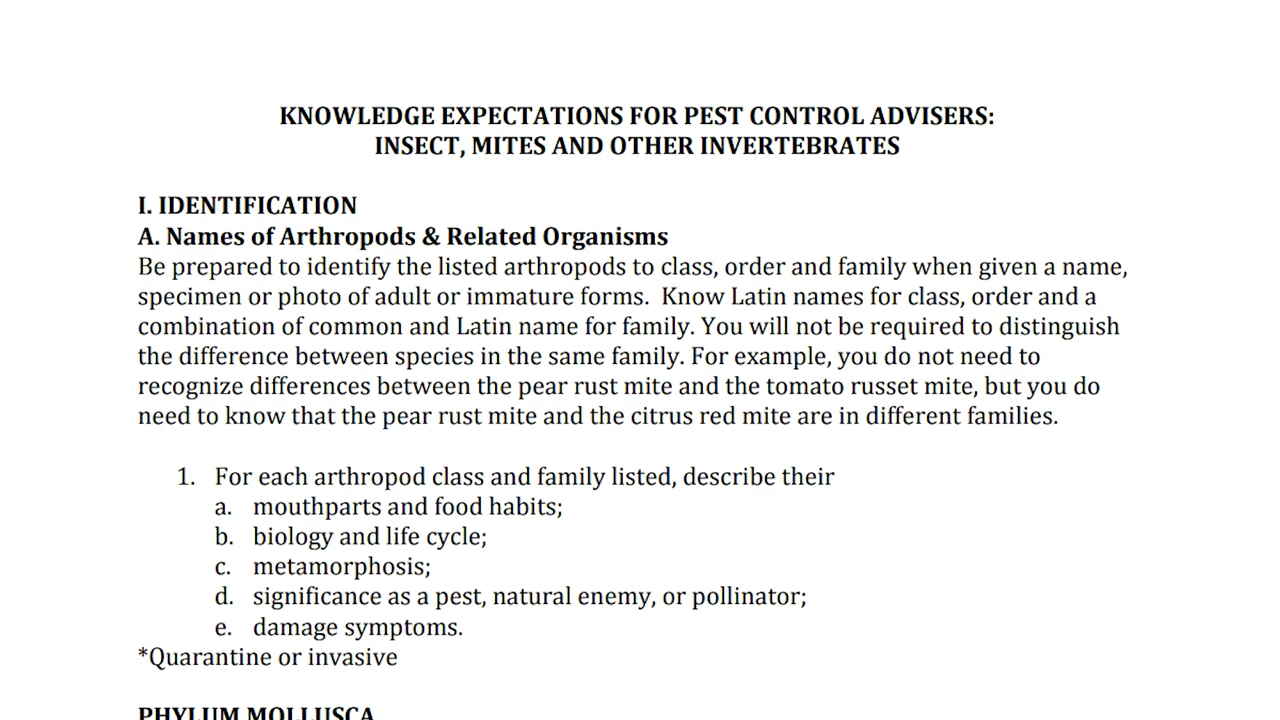 KNOWLEDGE EXPECTATIONS FOR PEST CONTROL ADVISERS:
INSECT, MITES AND OTHER INVERTEBRATES
I. IDENTIFICATION
A. Names of Arthropods & Related Organisms
Be prepared to identify the listed arthropods to class, order and family when given a name,
specimen or photo of adult or immature forms.  Know Latin names for class, order and a
combination of common and Latin name for family. You will not be required to distinguish
the difference between species in the same family. For example, you do not need to
recognize differences between the pear rust mite and the tomato russet mite, but you do
need to know that the pear rust mite and the citrus red mite are in different families.
1. For each arthropod class and family listed, describe their
a. mouthparts and food habits;
b. biology and life cycle;
c. metamorphosis;
d. significance as a pest, natural enemy, or pollinator;
e. damage symptoms.
*Quarantine or invasive
PHYLUM MOLLUSCA